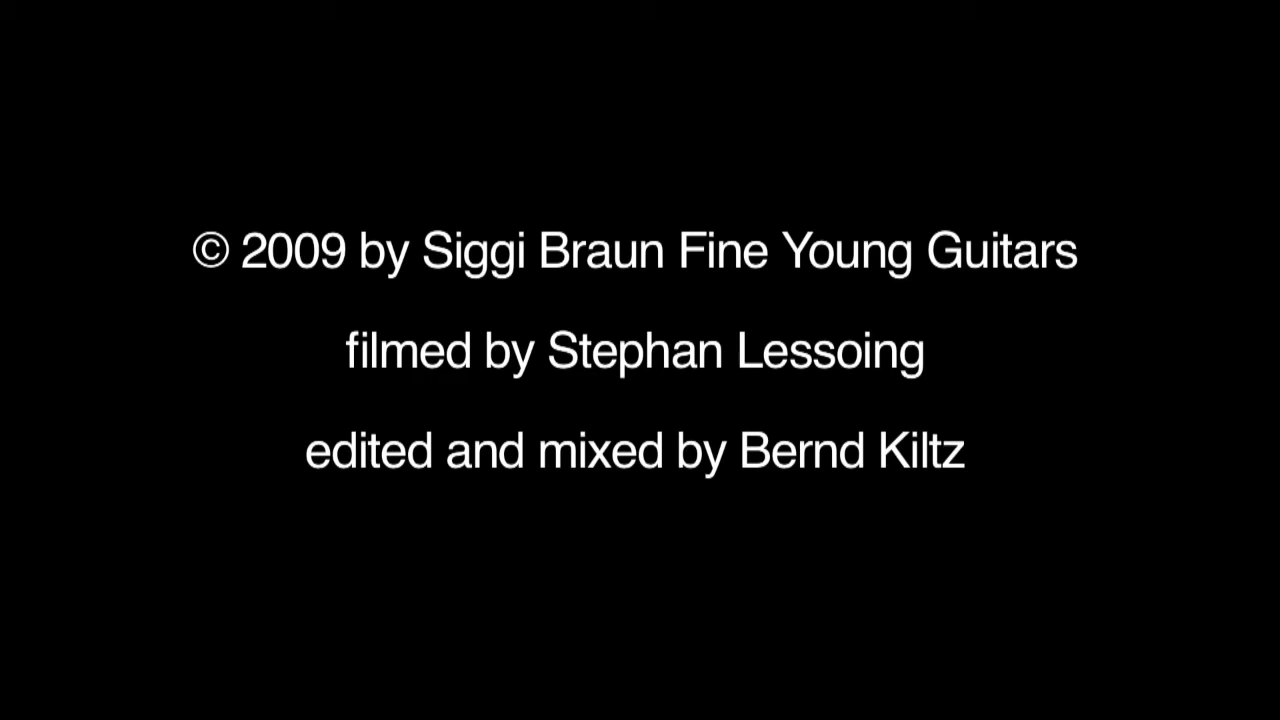 © 2009 by Siggi Braun Fine Young Guitars
filmed by Stephan Lessoing
edited and mixed by Bernd Kiltz